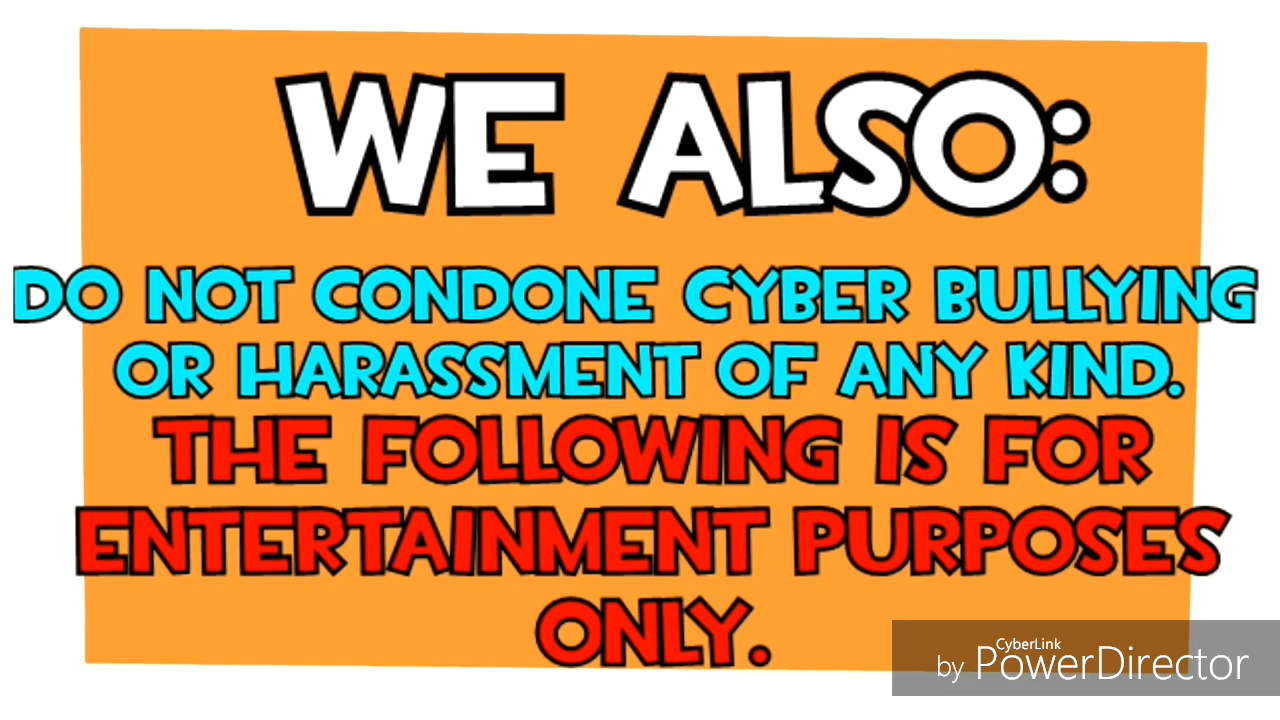 WE ALSO:
DO NOT CONDONE CYBER BULLYING
OR HARASSMENT OF ANY KIND.
THE FOLLOWING IS FOR
ENTERTAINMENT PURPOSES
ONLY.
CyberLink
by PowerDirector